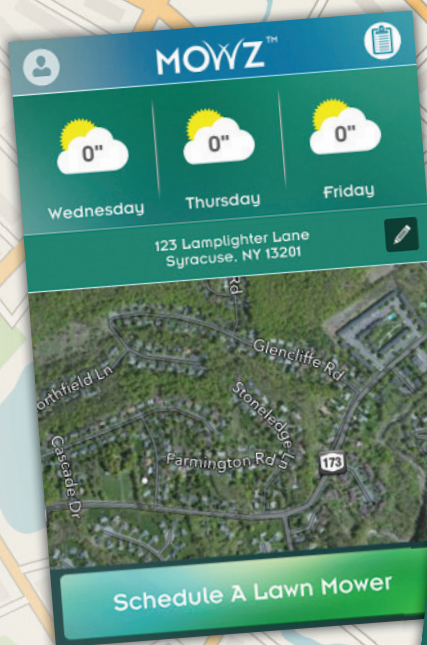 MOWZ™
0"
0"
0"
Wednesday
Thursday
Friday
123 Lamplighter Lane
Syracuse, NY 13201
Rd
Glencliffe Rd
orthfield Ln
Stoneledge Ln
Cascade Dr
Farmington Rd
173
Schedule A Lawn Mower